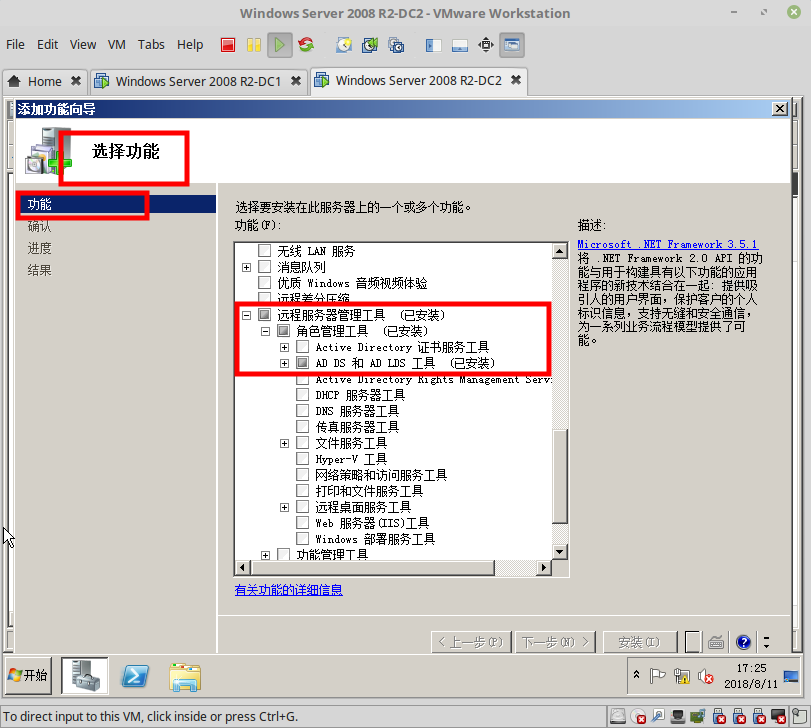 Windows Server 2008 R2-DC2 - VMware Workstation
File Edit View VM Tabs Help
Home Windows Server 2008 R2-DC1 Windows Server 2008 R2-DC2
添加功能向导
选择功能
功能
确认
进度
结果
选择要安装在此服务器上的一个或多个功能。
功能(F):
无线 LAN 服务
消息队列
优质 Windows 音频视频体验
远程差分压缩
远程服务器管理工具 (已安装)
角色管理工具 (已安装)
Active Directory 证书服务工具
AD DS 和 AD LDS 工具 (已安装)
Active Directory Rights Management Serv
DHCP 服务器工具
DNS 服务器工具
传真服务器工具
文件服务工具
Hyper-V 工具
网络策略和访问服务工具
打印和文件服务工具
远程桌面服务工具
Web 服务器(IIS)工具
Windows 部署服务工具
功能管理工具
描述:
Microsoft .NET Framework 3.5.1
将 .NET Framework 2.0 API 的功
能与用于构建具有以下功能的应用
程序的新技术结合在一起: 提供吸
引人的用户界面，保护客户的个人
标识信息，支持无缝和安全通信，
为一系列业务流程模型提供了可
能。
有关功能的详细信息
< 上一步(P) 下一步(N) > 安装(I)
开始
17:25
2018/8/11
To direct input to this VM, click inside or press Ctrl+G.